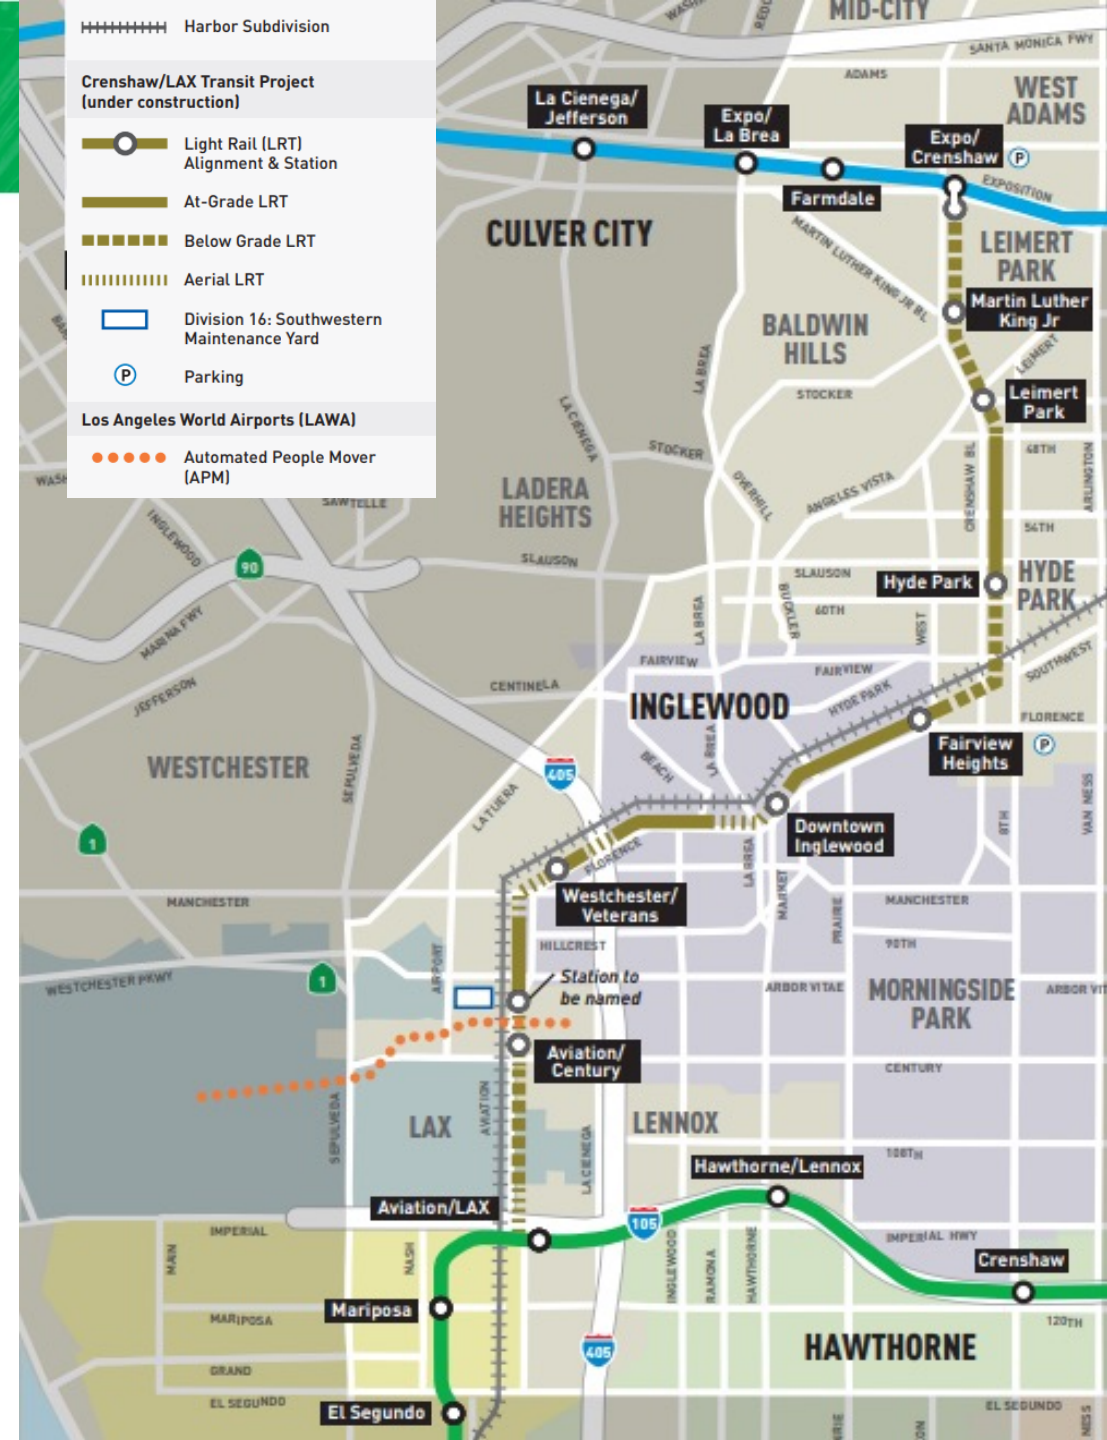 Harbor Subdivision
Crenshaw/LAX Transit Project
(under construction)
Light Rail (LRT)
Alignment & Station
At-Grade LRT
Below Grade LRT
Aerial LRT
Division 16: Southwestern
Maintenance Yard
P
Parking
Los Angeles World Airports (LAWA)
Automated People Mover
(APM)
MID-CITY
SANTA MONICA FWY
ADAMS
WEST
ADAMS
La Cienega/
Jefferson
Expo/
La Brea
Expo/
Crenshaw
P
Farmdale
EXPOSITION
CULVER CITY
MARTIN LUTHER KING JR BL
LEIMERT
PARK
Martin Luther
King Jr
BALDWIN
HILLS
LEIMERT
LA BREA
STOCKER
Leimert
Park
LA CIENEGA
STOCKER
48TH
CRENSHAW BL
ARLINGTON
OVERHILL
ANGELES VISTA
LADERA
HEIGHTS
SAWTELLE
INGLEWOOD
54TH
90
SLAUSON
SLAUSON
Hyde Park
HYDE
PARK
60TH
BUCKLER
LA BREA
WEST
MARINA FWY
JEFFERSON
FAIRVIEW
FAIRVIEW
SOUTHWEST
CENTINELA
HYDE PARK
INGLEWOOD
FLORENCE
Fairview
Heights
P
WESTCHESTER
SEPULVEDA
405
BEACH
LA BREA
LA TIJERA
8TH
VAN NESS
1
Downtown
Inglewood
FLORENCE
LA BREA
MARKET
Westchester/
Veterans
MANCHESTER
MANCHESTER
PRAIRIE
HILLCREST
90TH
AIRPORT
1
WESTCHESTER PKWY
Station to
be named
ARBOR VITAE
MORNINGSIDE
PARK
ARBOR VIT
Aviation/
Century
CENTURY
LAX
AVIATION
SEPULVEDA
LA CIENEGA
LENNOX
108TH
Hawthorne/Lennox
Aviation/LAX
105
IMPERIAL
IMPERIAL HWY
MAIN
NASH
INGLEWOOD
RAMONA
HAWTHORNE
Crenshaw
Mariposa
MARIPOSA
120TH
405
HAWTHORNE
GRAND
EL SEGUNDO
El Segundo
EL SEGUNDO
NESS